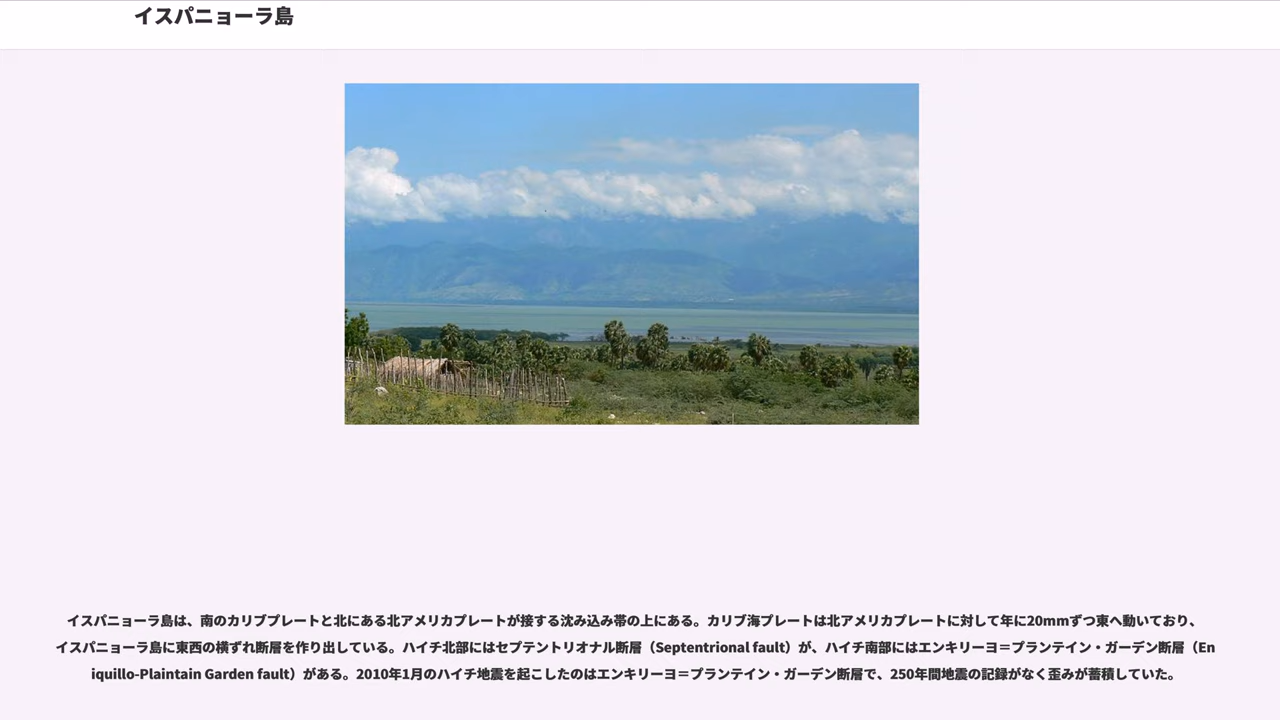 イスパニョーラ島
イスパニョーラ島は、南のカリブプレートと北にある北アメリカプレートが接する沈み込み帯の上にある。カリブ海プレートは北アメリカプレートに対して年に20mmずつ東へ動いており、
イスパニョーラ島に東西の横ずれ断層を作り出している。ハイチ北部にはセプテントリオナル断層（Septentrional fault）が、ハイチ南部にはエンキリーヨ＝プランテイン・ガーデン断層（En
iquillo-Plaintain Garden fault）がある。2010年1月のハイチ地震を起こしたのはエンキリーヨ＝プランテイン・ガーデン断層で、250年間地震の記録がなく歪みが蓄積していた。